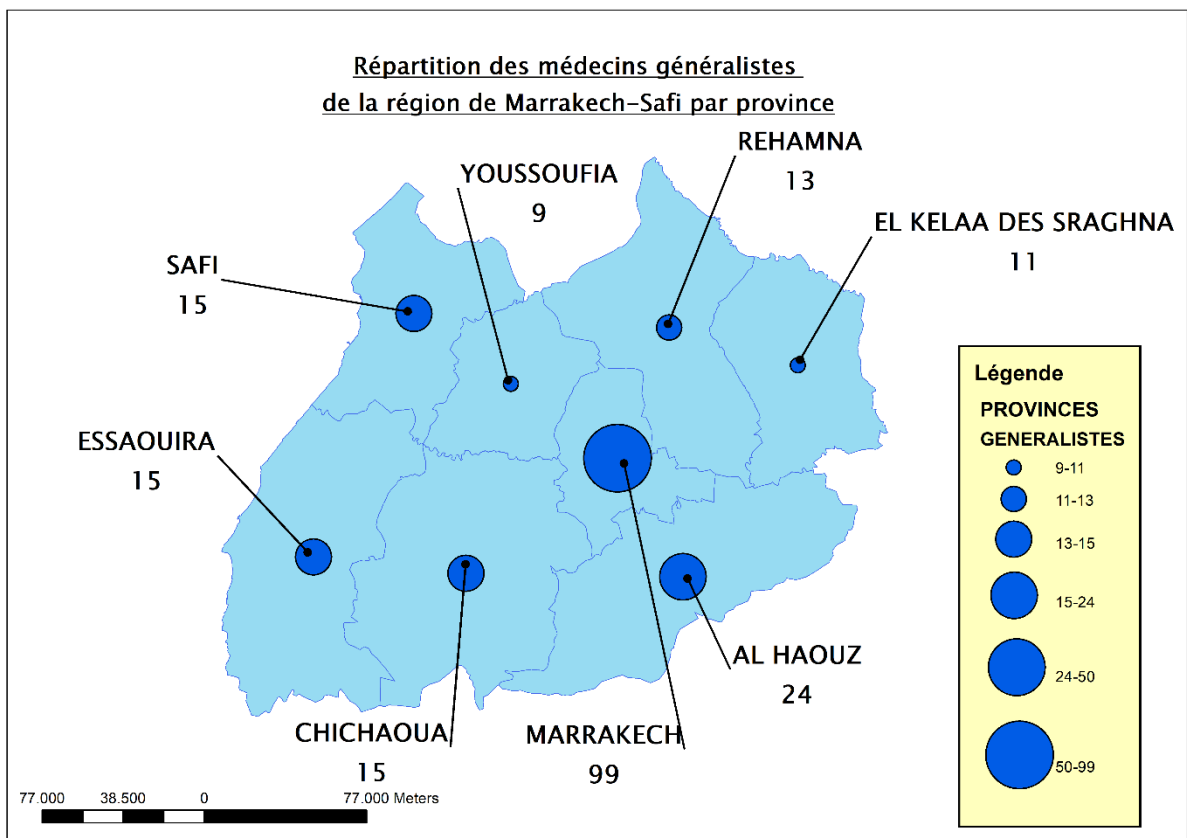 Répartition des médecins généralistes
de la région de Marrakech-Safi par province
REHAMNA
13
YOUSSOUFIA
9
EL KELAA DES SRAGHNA
11
SAFI
15
ESSAOUIRA
15
AL HAOUZ
24
CHICHAOUA
15
MARRAKECH
99
Légende
PROVINCES
GENERALISTES
9-11
11-13
13-15
15-24
24-50
50-99
77.000 38.500 0 77.000 Meters